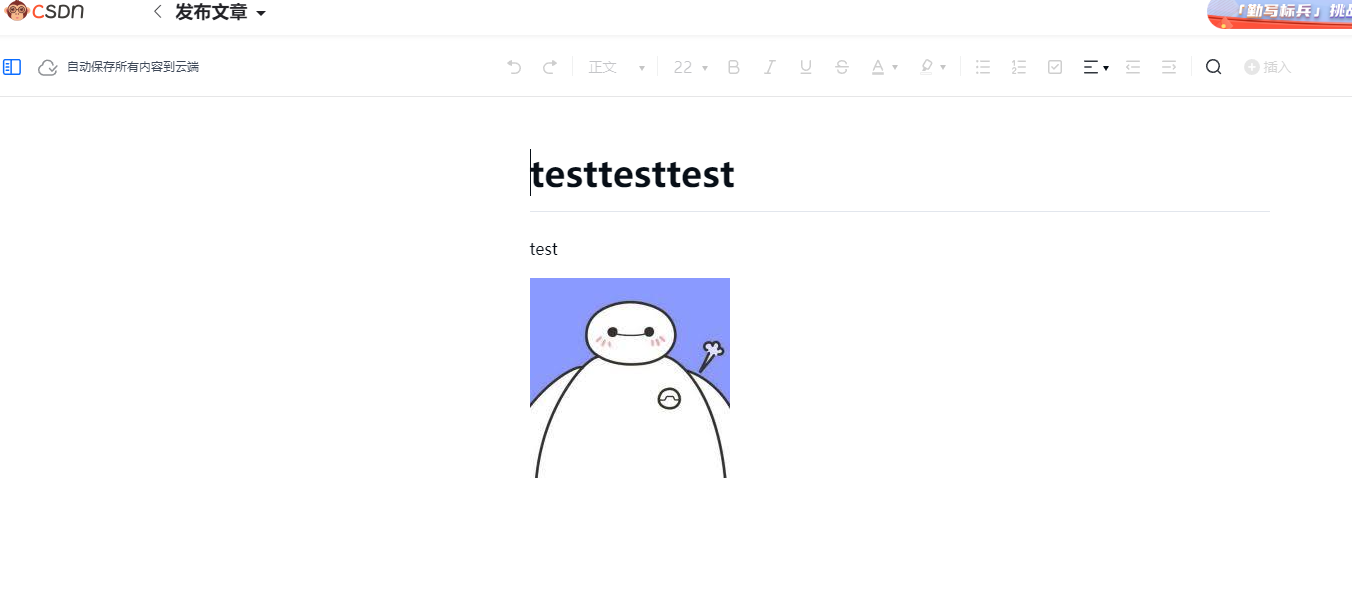 CSDN
发布文章
「勤写标兵」挑
自动保存所有内容到云端
正文 22 B I U S A 插入
testtesttest
test